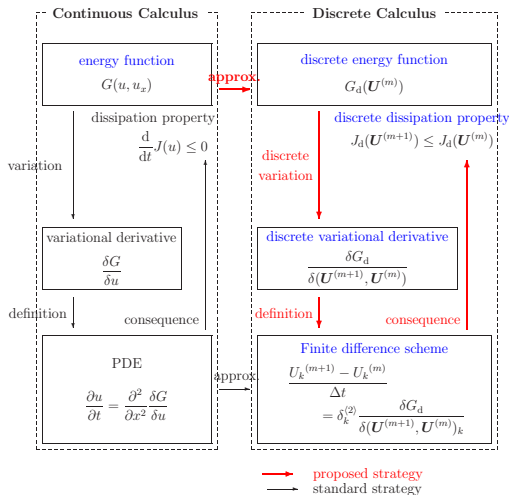 Continuous Calculus
energy function
G(u, u_x)
dissipation property
d/dt J(u) ≤ 0
variation
variational derivative
δG/δu
definition
consequence
PDE
∂u/∂t = ∂²/∂x² δG/δu
approx.
approx.
Discrete Calculus
discrete energy function
G_d(U^(m))
discrete dissipation property
J_d(U^(m+1)) ≤ J_d(U^(m))
discrete
variation
discrete variational derivative
δG_d/δ(U^(m+1), U^(m))
definition
consequence
Finite difference scheme
U_k^(m+1) − U_k^(m)/Δt
= δ_k^⟨2⟩ δG_d/δ(U^(m+1), U^(m))_k
proposed strategy
standard strategy